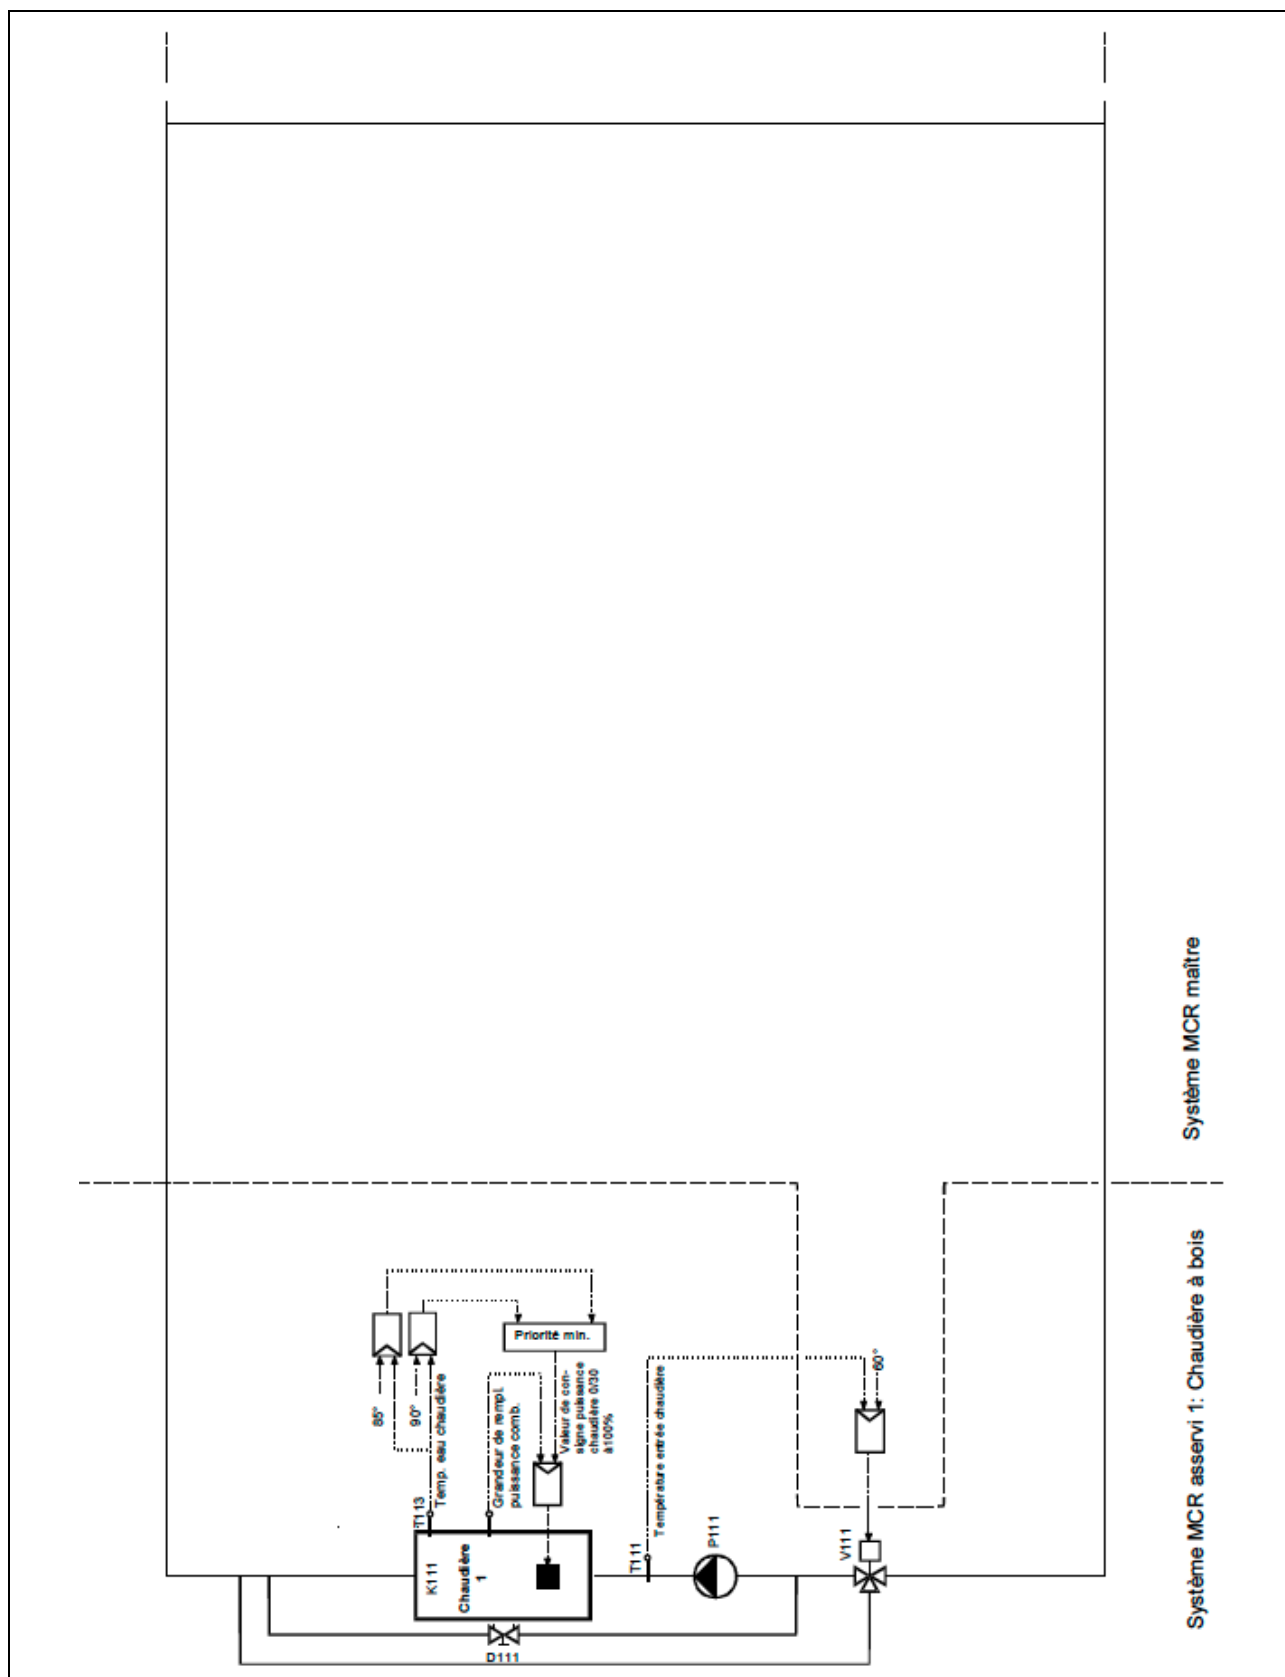 85°
90°
T113
Temp. eau chaudière
Grandeur de rempl.
puissance comb.
Priorité min.
Valeur de con-
signe puissance
chaudière 0/30
à100%
K111
Chaudière
1
D111
T111
Température entrée chaudière
P111
60°
V111
Système MCR maître
Système MCR asservi 1: Chaudière à bois